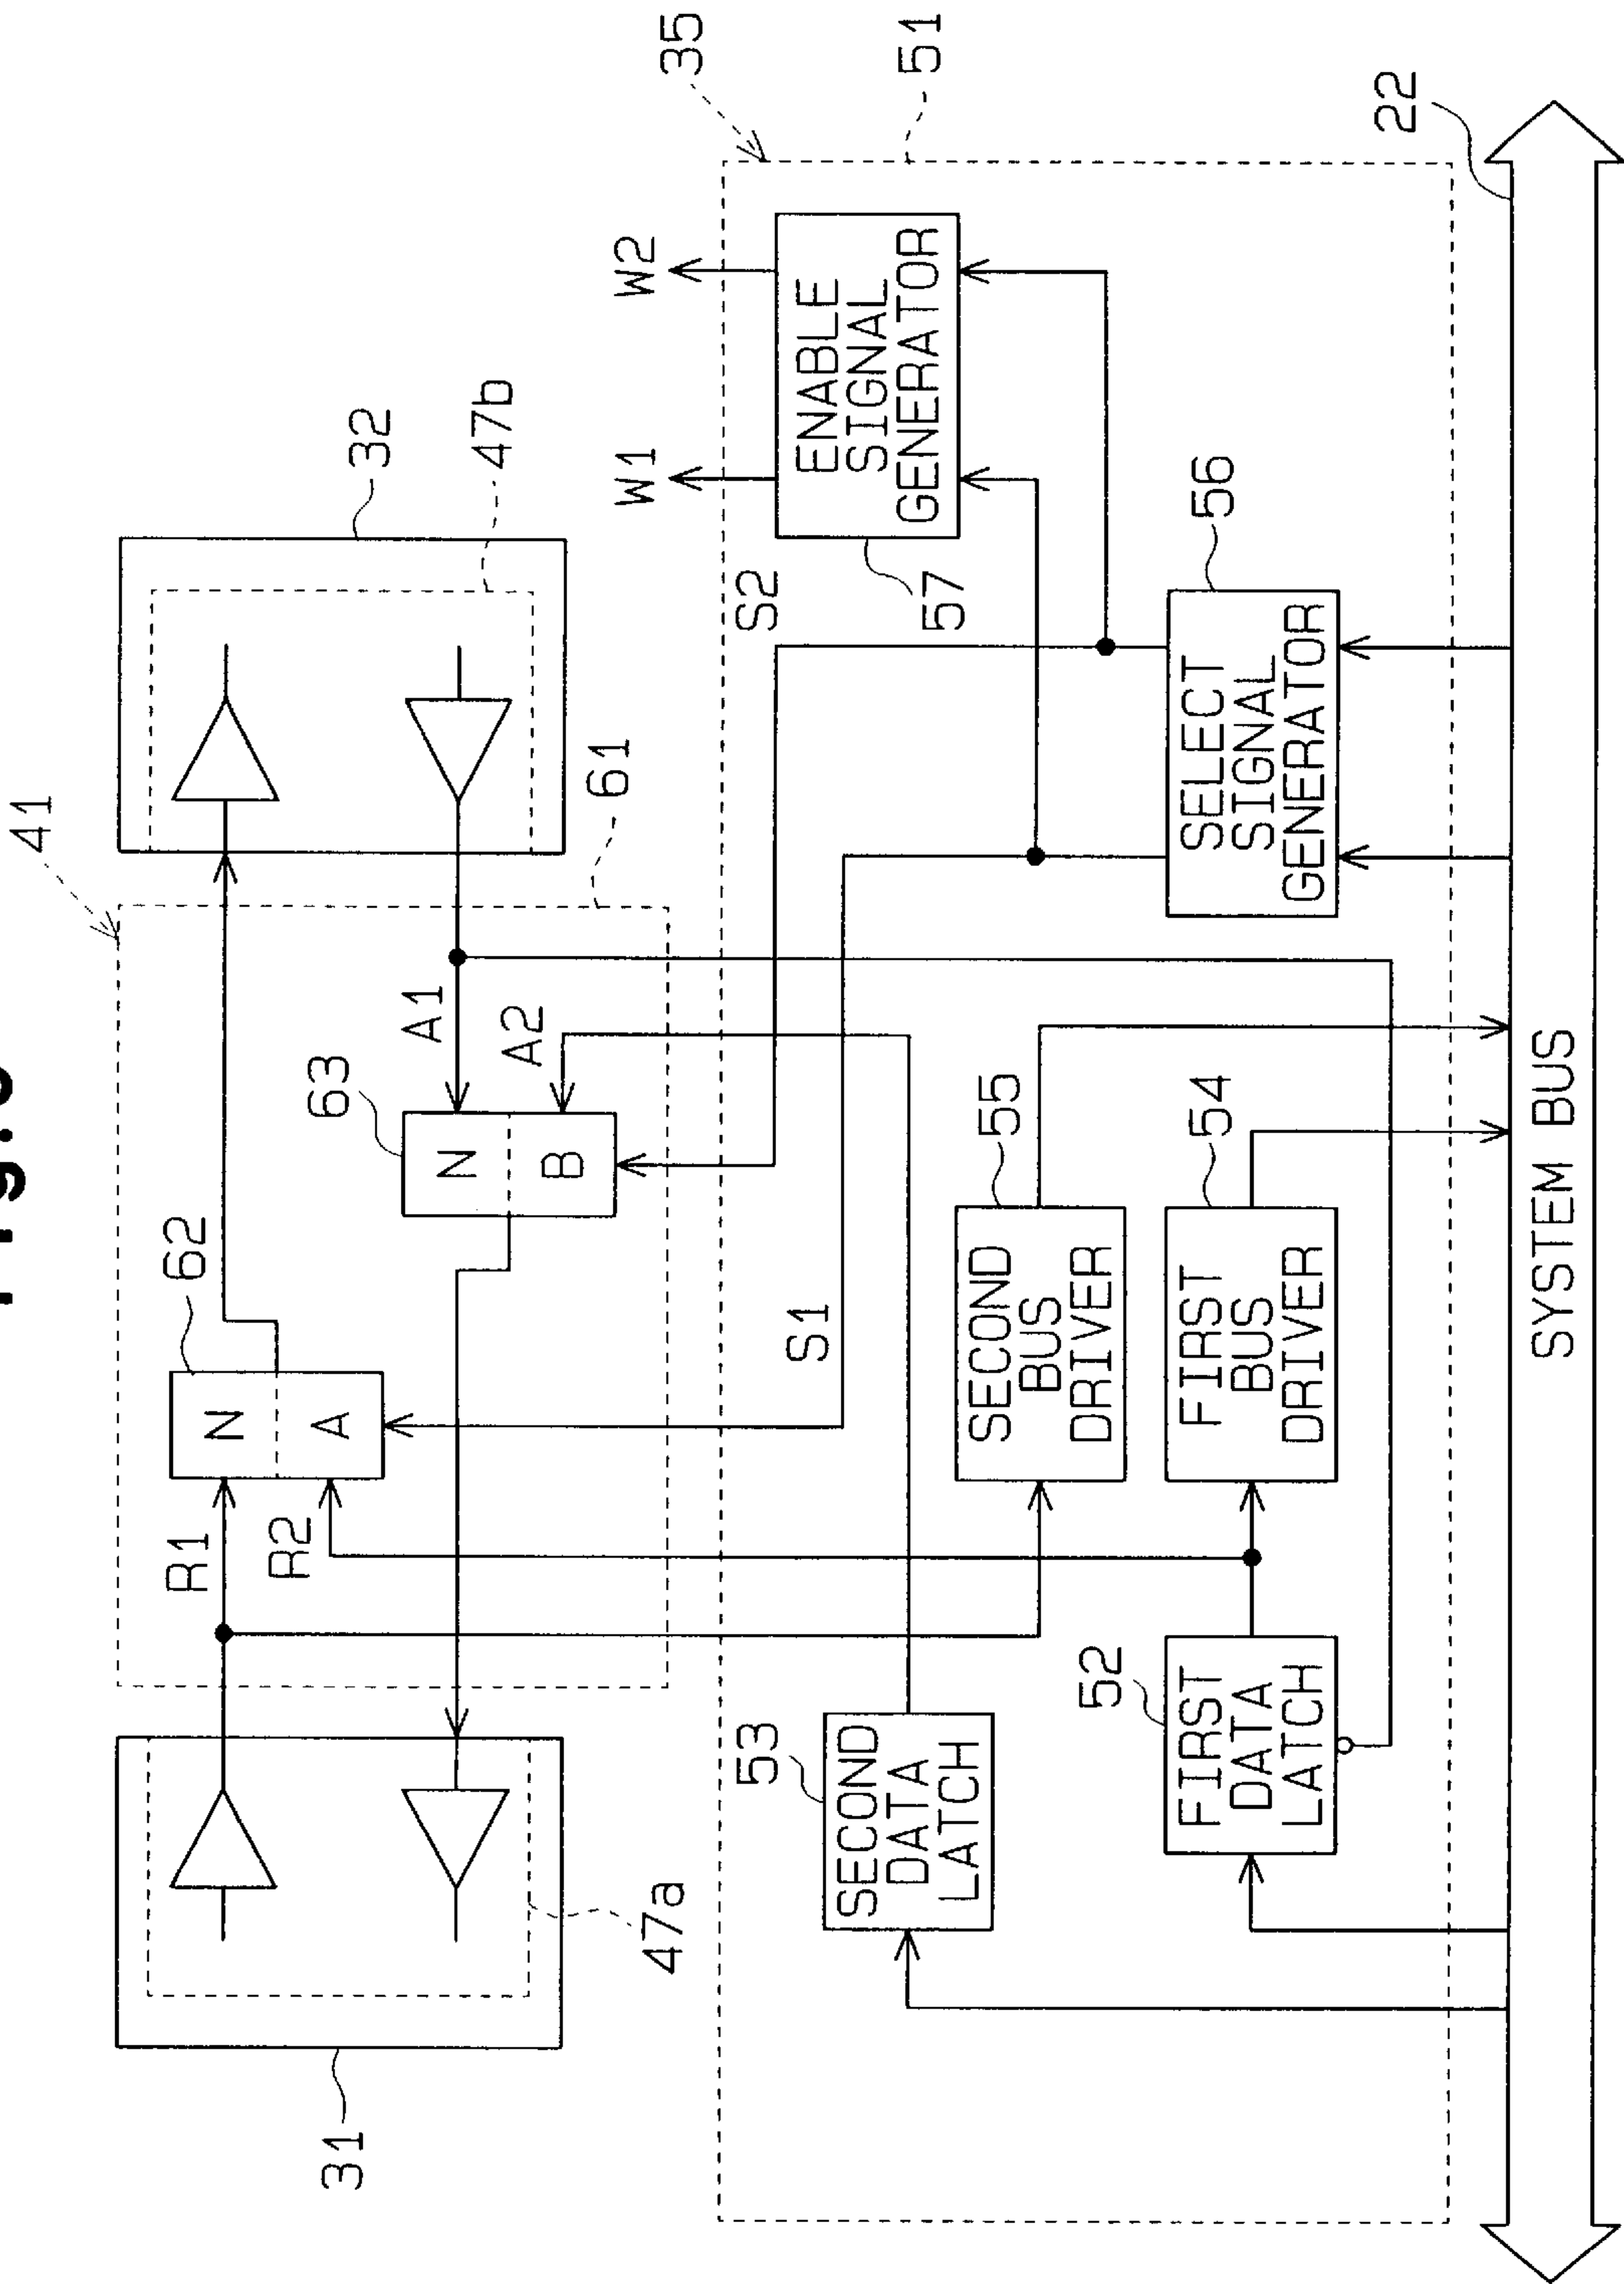 41
31
47a
R1
R2
62
N
A
63
N
B
A1
A2
61
32
47b
S1
S2
W1
W2
35
51
53
SECOND
DATA
LATCH
52
FIRST
DATA
LATCH
55
SECOND
BUS
DRIVER
54
FIRST
BUS
DRIVER
56
SELECT
SIGNAL
GENERATOR
57
ENABLE
SIGNAL
GENERATOR
22
SYSTEM BUS